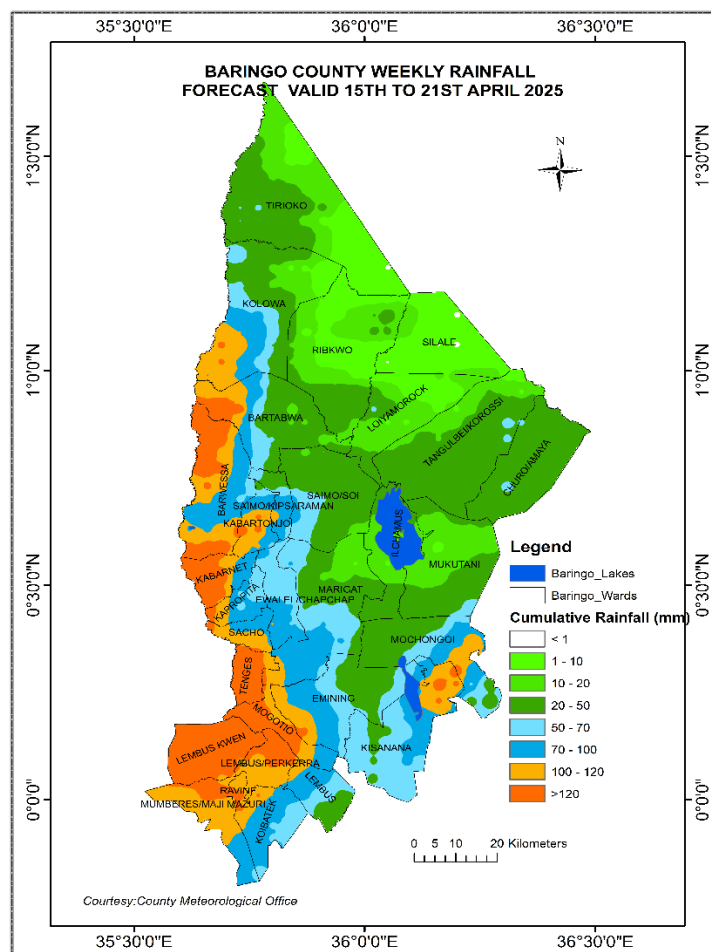 35°30'0"E 36°0'0"E 36°30'0"E
BARINGO COUNTY WEEKLY RAINFALL
FORECAST VALID 15TH TO 21ST APRIL 2025
N
1°30'0"N 1°30'0"N
TIRIOKO
KOLOWA
SILALE
RIBKWO
1°0'0"N 1°0'0"N
LOIYAMOROCK
BARTABWA
TANGULBEI/KOROSSI
CHURO/AMAYA
BARWESSA
SAIMO/SOI
SAIMO/KIPSARAMAN
KABARTONJO
ILCHAMUS
MUKUTANI
KABARNET
MARIGAT
KAPROPITA
EWALEL/CHAPCHAP
0°30'0"N 0°30'0"N
SACHO
MOCHONGOI
TENGES
EMINING
MOGOTIO
LEMBUS KWEN
KISANANA
LEMBUS/PERKERRA
LEMBUS
RAVINE
MUMBERES/MAJI MAZURI
KOIBATEK
0°0'0" 0°0'0"
Legend
Baringo_Lakes
Baringo_Wards
Cumulative Rainfall (mm)
< 1
1 - 10
10 - 20
20 - 50
50 - 70
70 - 100
100 - 120
>120
0 5 10 20 Kilometers
Courtesy:County Meteorological Office
35°30'0"E 36°0'0"E 36°30'0"E